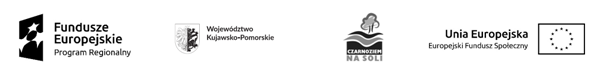 Fundusze
Europejskie
Program Regionalny
Województwo
Kujawsko-Pomorskie
CZARNOZIEM
NA SOLI
Unia Europejska
Europejski Fundusz Społeczny